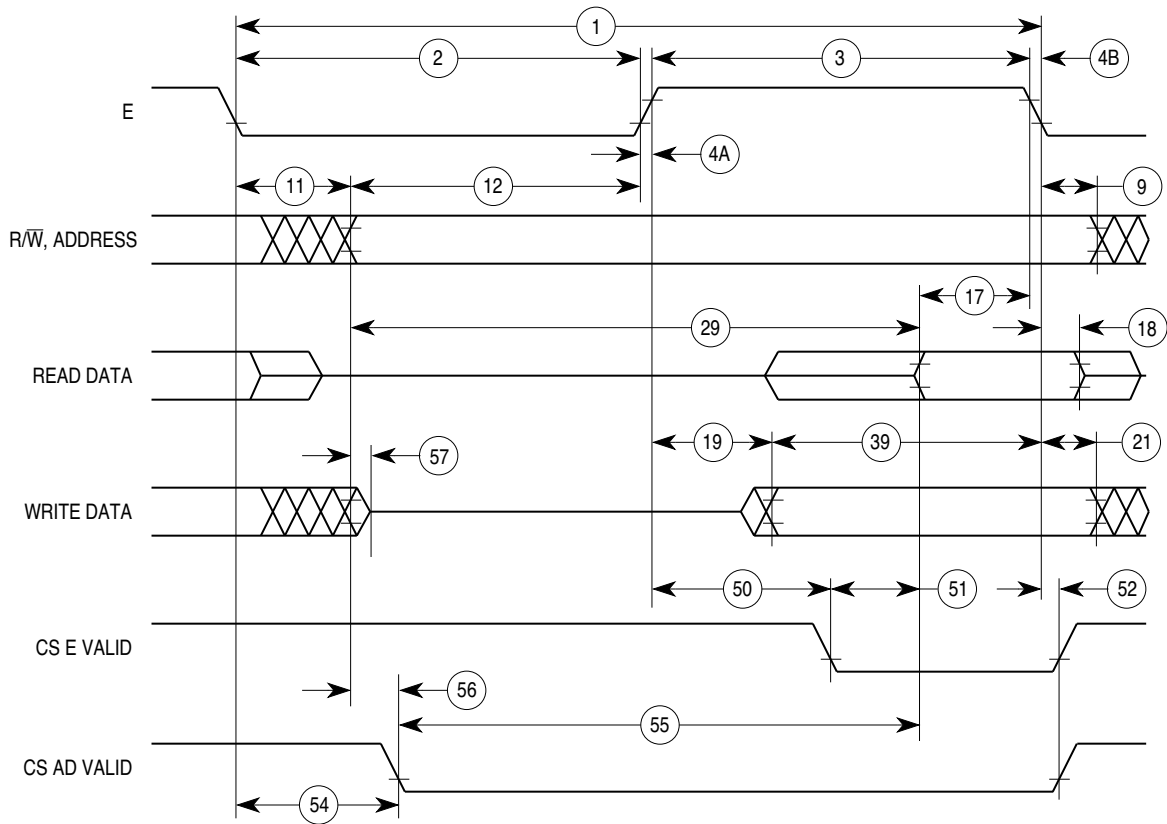 1
2
3
4B
E
4A
11
12
9
R/W̅, ADDRESS
17
29
18
READ DATA
19
39
21
57
WRITE DATA
50
51
52
CS E VALID
56
55
CS AD VALID
54